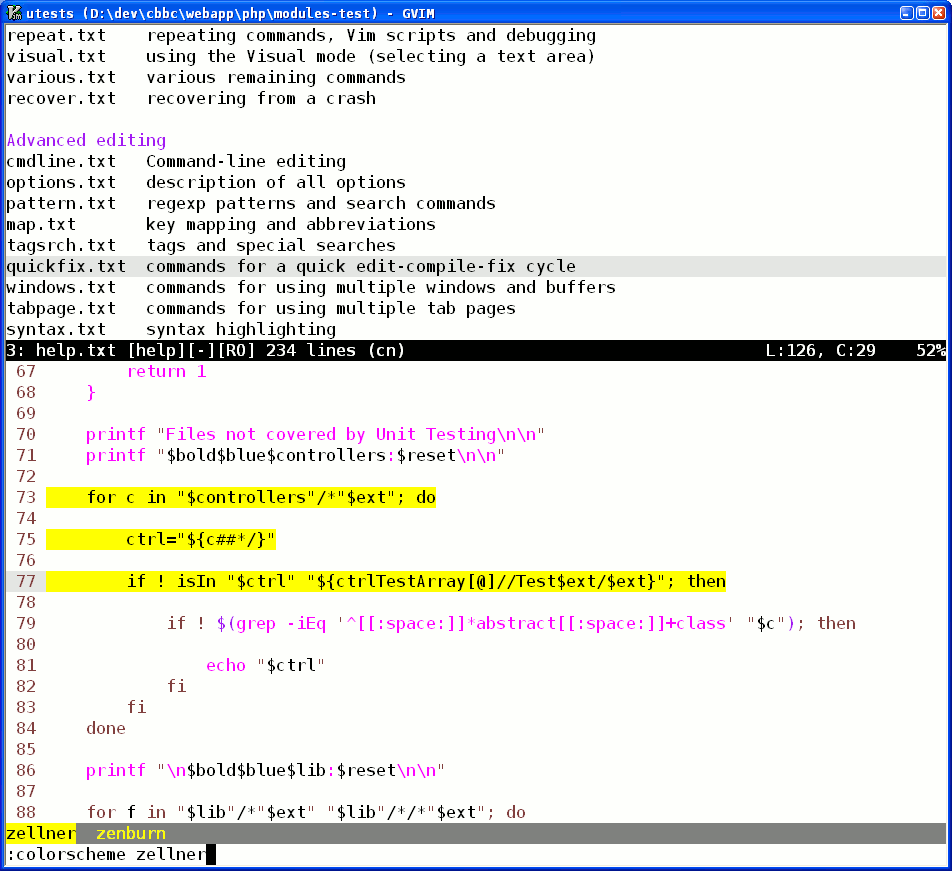 utests (D:\dev\cbbc\webapp\php\modules-test) - GVIM
repeat.txt    repeating commands, Vim scripts and debugging
visual.txt    using the Visual mode (selecting a text area)
various.txt   various remaining commands
recover.txt   recovering from a crash
Advanced editing
cmdline.txt   Command-line editing
options.txt   description of all options
pattern.txt   regexp patterns and search commands
map.txt       key mapping and abbreviations
tagsrch.txt   tags and special searches
quickfix.txt  commands for a quick edit-compile-fix cycle
windows.txt   commands for using multiple windows and buffers
tabpage.txt   commands for using multiple tab pages
syntax.txt    syntax highlighting
3: help.txt [help][-][RO] 234 lines (cn)                                    L:126, C:29    52%
67         return 1
68     }
69
70     printf "Files not covered by Unit Testing\n\n"
71     printf "$bold$blue$controllers:$reset\n\n"
72
73     for c in "$controllers"/*"$ext"; do
74
75         ctrl="${c##*/}"
76
77         if ! isIn "$ctrl" "${ctrlTestArray[@]//Test$ext/$ext}"; then
78
79             if ! $(grep -iEq '^[[:space:]]*abstract[[:space:]]+class' "$c"); then
80
81                 echo "$ctrl"
82             fi
83         fi
84     done
85
86     printf "\n$bold$blue$lib:$reset\n\n"
87
88     for f in "$lib"/*"$ext" "$lib"/*/*"$ext"; do
zellner  zenburn
:colorscheme zellner